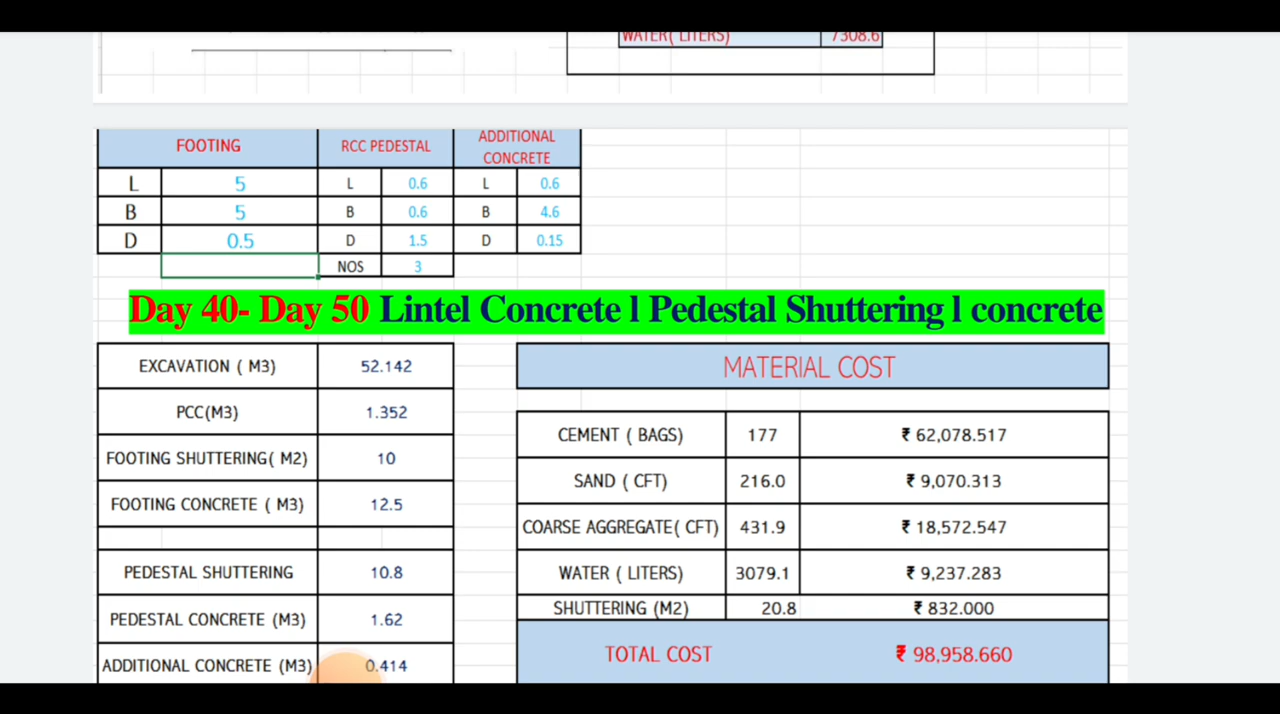 WATER( LITERS) 7308.6
FOOTING RCC PEDESTAL ADDITIONAL CONCRETE
L 5 L 0.6 L 0.6
B 5 B 0.6 B 4.6
D 0.5 D 1.5 D 0.15
NOS 3
Day 40- Day 50 Lintel Concrete l Pedestal Shuttering l concrete
EXCAVATION ( M3) 52.142
PCC(M3) 1.352
FOOTING SHUTTERING( M2) 10
FOOTING CONCRETE ( M3) 12.5
PEDESTAL SHUTTERING 10.8
PEDESTAL CONCRETE (M3) 1.62
ADDITIONAL CONCRETE (M3) 0.414
MATERIAL COST
CEMENT ( BAGS) 177 ₹ 62,078.517
SAND ( CFT) 216.0 ₹ 9,070.313
COARSE AGGREGATE( CFT) 431.9 ₹ 18,572.547
WATER ( LITERS) 3079.1 ₹ 9,237.283
SHUTTERING (M2) 20.8 ₹ 832.000
TOTAL COST ₹ 98,958.660